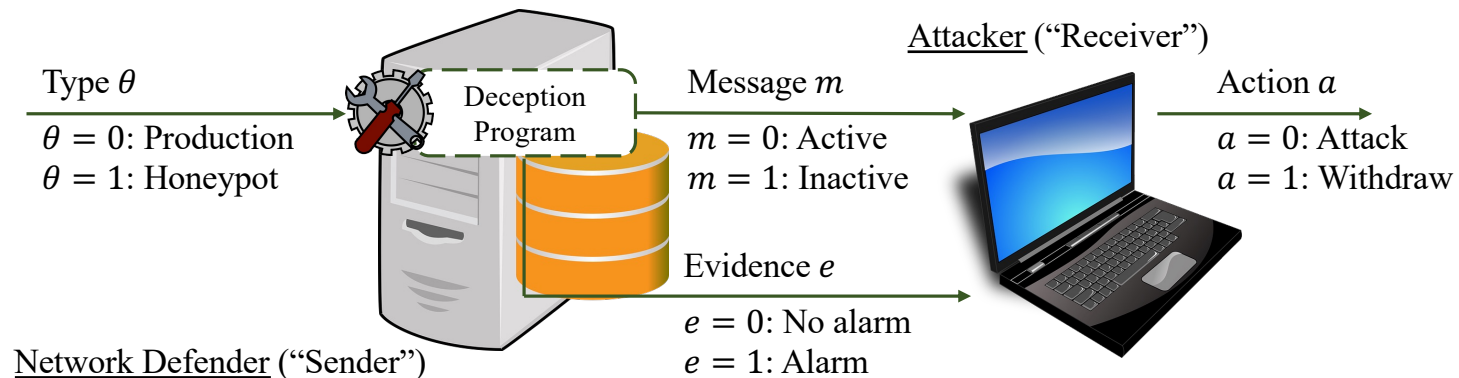 Attacker (“Receiver”)
Type θ
θ = 0: Production
θ = 1: Honeypot
Deception
Program
Message m
m = 0: Active
m = 1: Inactive
Action a
a = 0: Attack
a = 1: Withdraw
Evidence e
e = 0: No alarm
e = 1: Alarm
Network Defender (“Sender”)